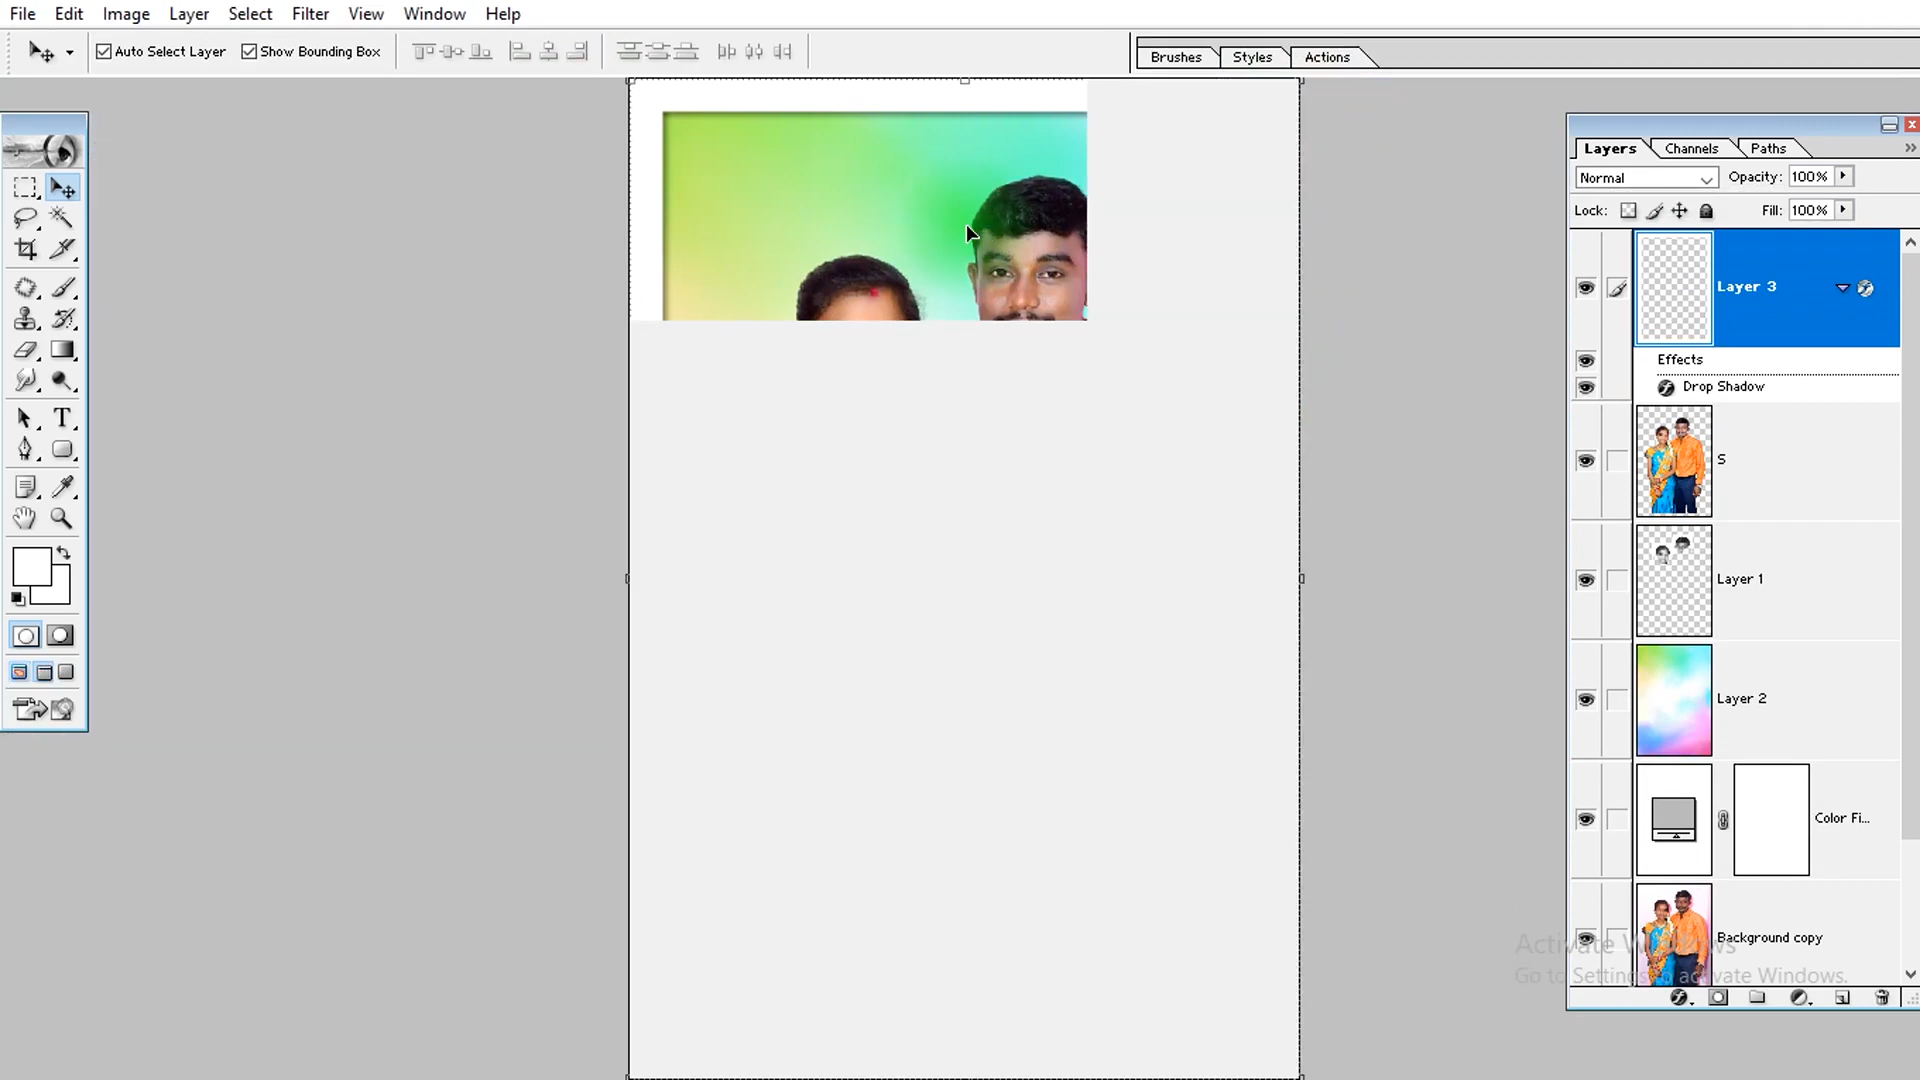 File Edit Image Layer Select Filter View Window Help
Auto Select Layer Show Bounding Box
Brushes Styles Actions
Layers Channels Paths
Normal Opacity: 100%
Lock: Fill: 100%
Layer 3
Effects
Drop Shadow
S
Layer 1
Layer 2
Color Fi...
Background copy
Activate Windows
Go to Settings to activate Windows.